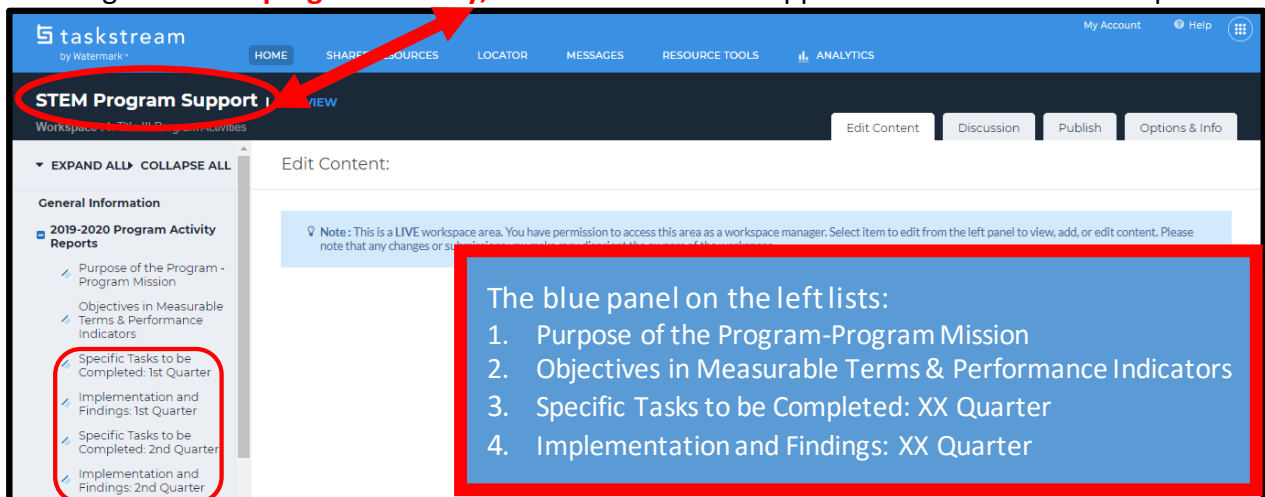 taskstream
by Watermark™
HOME SHARED RESOURCES LOCATOR MESSAGES RESOURCE TOOLS ANALYTICS
My Account Help
STEM Program Support
VIEW
Workspace
Edit Content Discussion Publish Options & Info
EXPAND ALL COLLAPSE ALL
Edit Content:
General Information
2019-2020 Program Activity
Reports
Purpose of the Program -
Program Mission
Objectives in Measurable
Terms & Performance
Indicators
Specific Tasks to be
Completed: 1st Quarter
Implementation and
Findings: 1st Quarter
Specific Tasks to be
Completed: 2nd Quarter
Implementation and
Findings: 2nd Quarter
Note : This is a LIVE workspace area. You have permission to access this area as a workspace manager. Select item to edit from the left panel to view, add, or edit content. Please
note that any changes or
The blue panel on the left lists:
1. Purpose of the Program-Program Mission
2. Objectives in Measurable Terms & Performance Indicators
3. Specific Tasks to be Completed: XX Quarter
4. Implementation and Findings: XX Quarter